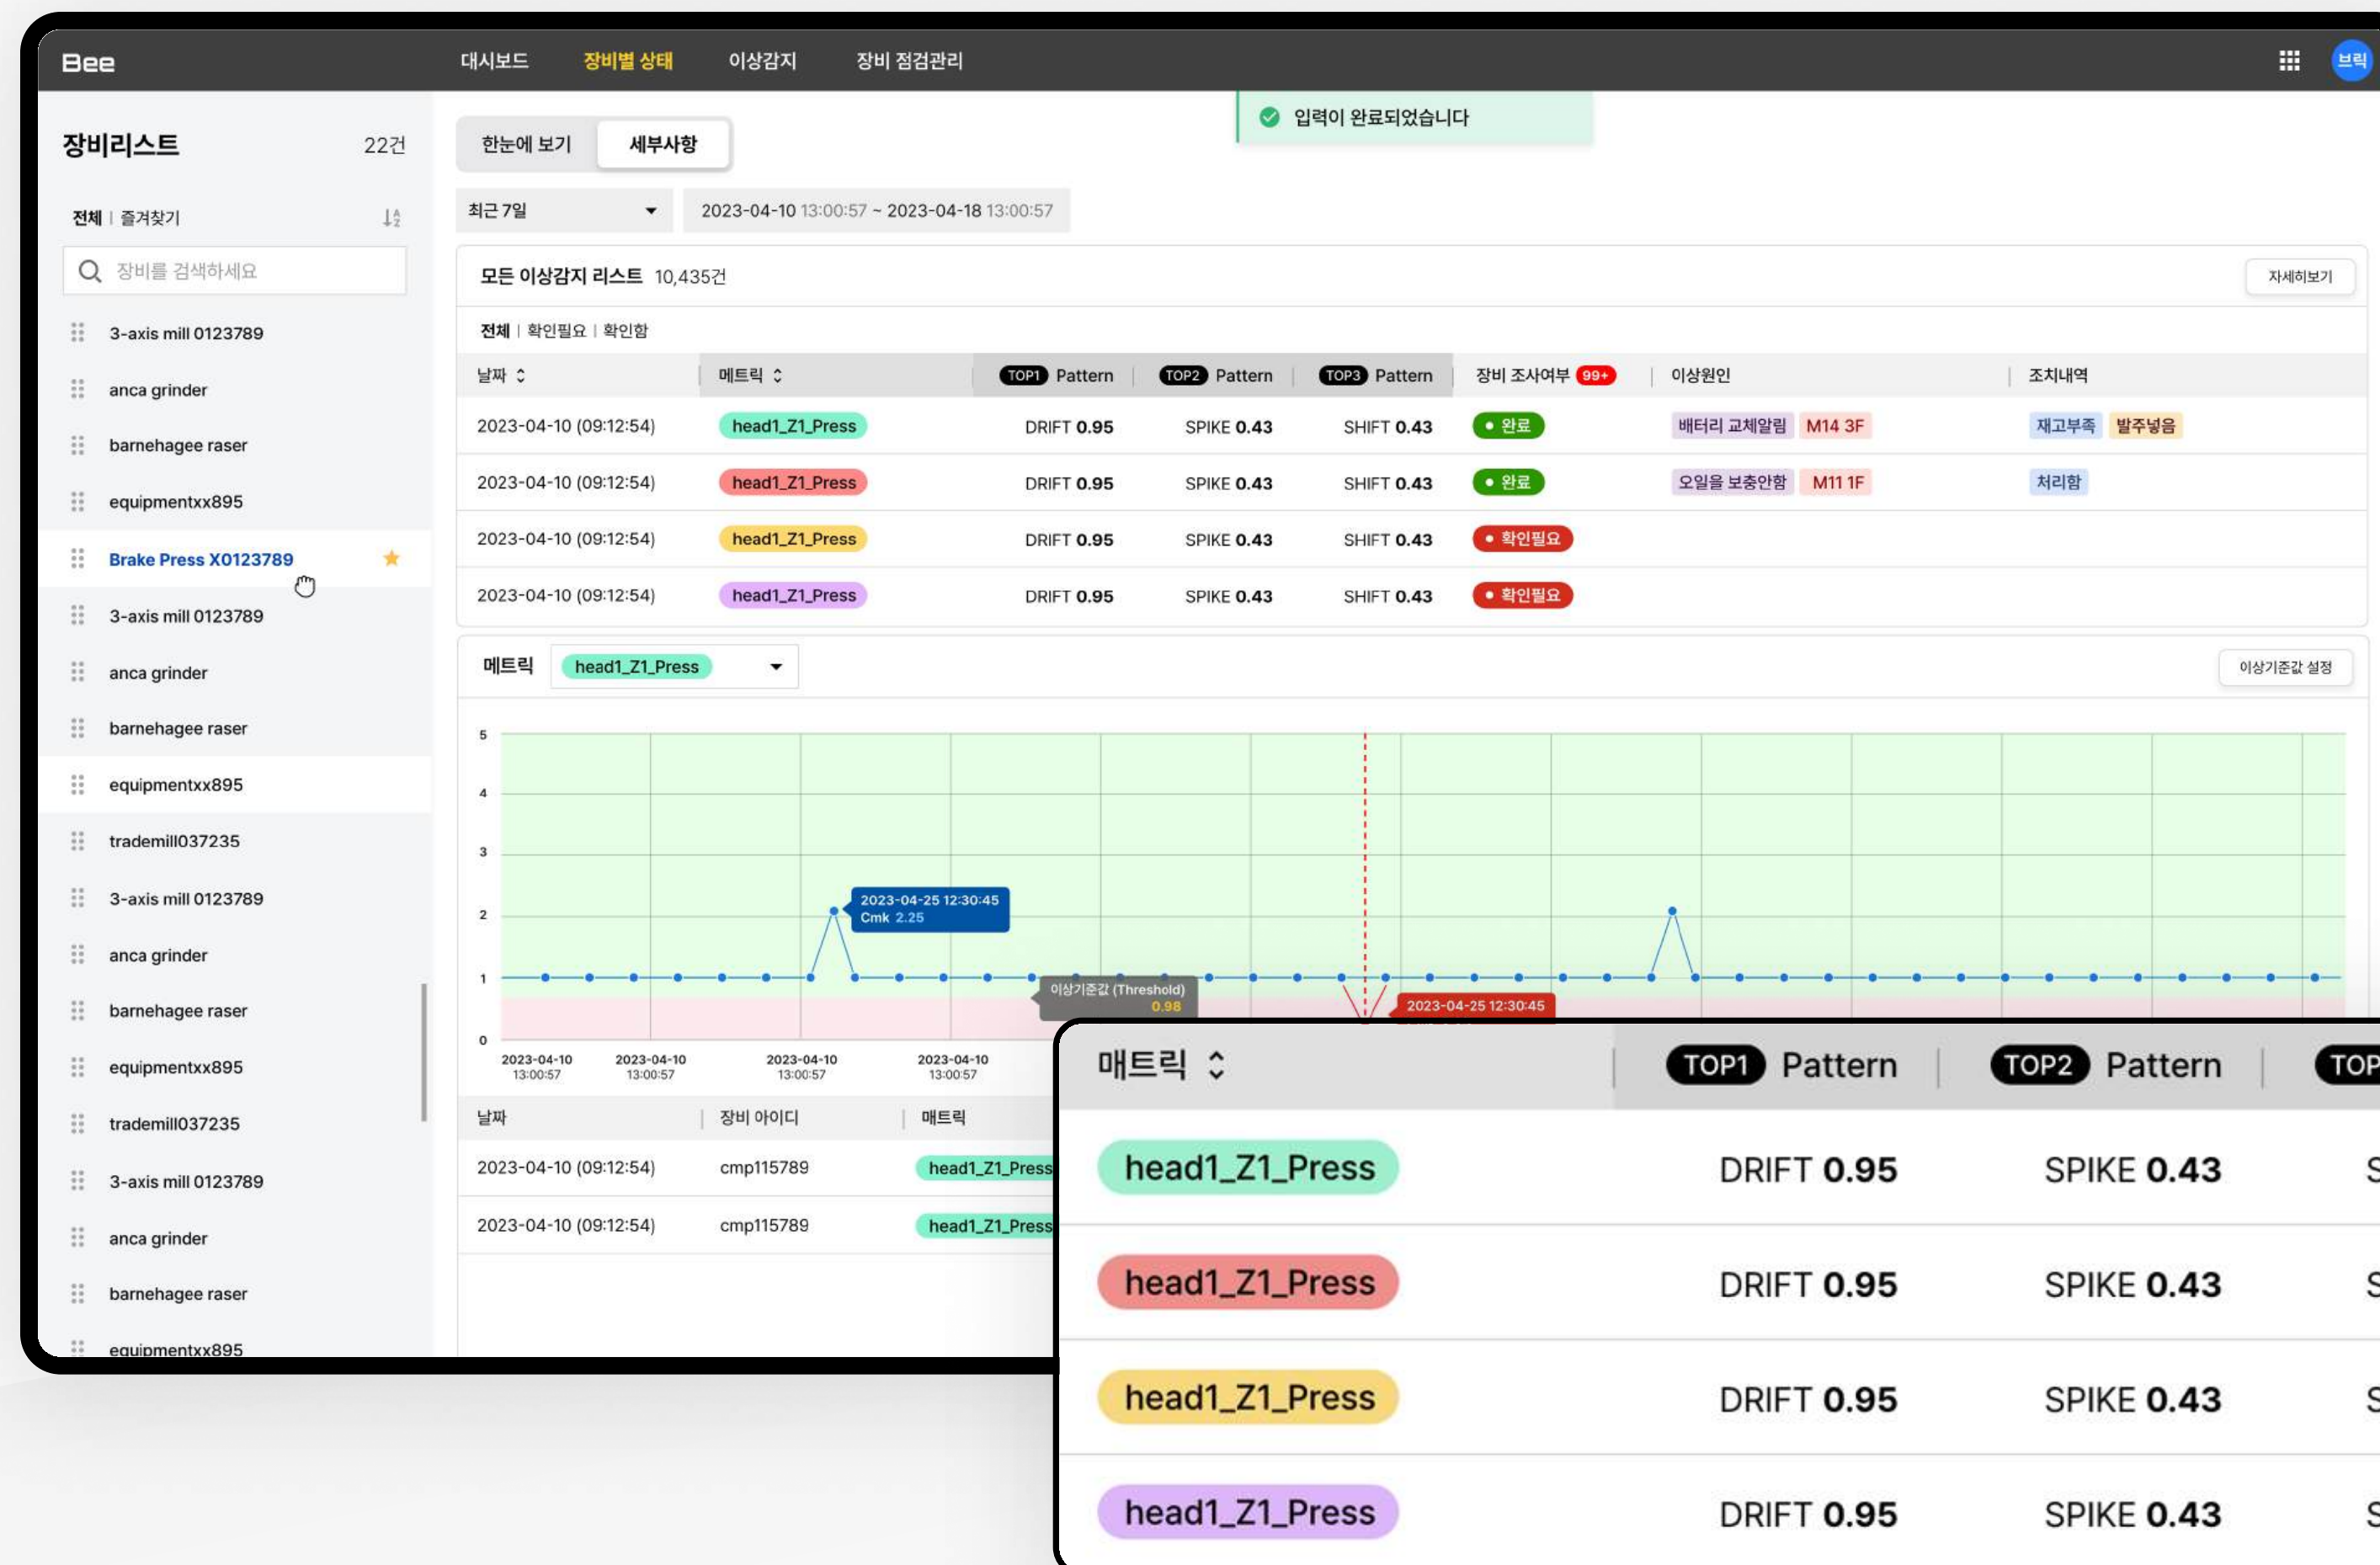 Bee
대시보드 장비별 상태 이상감지 장비 점검관리
브릭
장비리스트 22건
전체 | 즐겨찾기
장비를 검색하세요
3-axis mill 0123789
anca grinder
barnehagee raser
equipmentxx895
Brake Press X0123789
3-axis mill 0123789
anca grinder
barnehagee raser
equipmentxx895
trademill037235
3-axis mill 0123789
anca grinder
barnehagee raser
equipmentxx895
trademill037235
3-axis mill 0123789
anca grinder
barnehagee raser
equipmentxx895
한눈에 보기 세부사항
입력이 완료되었습니다
최근 7일 2023-04-10 13:00:57 ~ 2023-04-18 13:00:57
모든 이상감지 리스트 10,435건 자세히보기
전체 | 확인필요 | 확인함
날짜 메트릭 TOP1 Pattern TOP2 Pattern TOP3 Pattern 장비 조사여부 99+ 이상원인 조치내역
2023-04-10 (09:12:54) head1_Z1_Press DRIFT 0.95 SPIKE 0.43 SHIFT 0.43 완료 배터리 교체알림 M14 3F 재고부족 발주넣음
2023-04-10 (09:12:54) head1_Z1_Press DRIFT 0.95 SPIKE 0.43 SHIFT 0.43 완료 오일을 보충안함 M11 1F 처리함
2023-04-10 (09:12:54) head1_Z1_Press DRIFT 0.95 SPIKE 0.43 SHIFT 0.43 확인필요
2023-04-10 (09:12:54) head1_Z1_Press DRIFT 0.95 SPIKE 0.43 SHIFT 0.43 확인필요
메트릭 head1_Z1_Press 이상기준값 설정
5
4
3
2
1
0
2023-04-25 12:30:45
Cmk 2.25
이상기준값 (Threshold)
0.98
2023-04-25 12:30:45
2023-04-10 2023-04-10 2023-04-10 2023-04-10
13:00:57 13:00:57 13:00:57 13:00:57
날짜 장비 아이디 매트릭
2023-04-10 (09:12:54) cmp115789 head1_Z1_Press
2023-04-10 (09:12:54) cmp115789 head1_Z1_Press
매트릭 TOP1 Pattern TOP2 Pattern TOP
head1_Z1_Press DRIFT 0.95 SPIKE 0.43 S
head1_Z1_Press DRIFT 0.95 SPIKE 0.43 S
head1_Z1_Press DRIFT 0.95 SPIKE 0.43 S
head1_Z1_Press DRIFT 0.95 SPIKE 0.43 S